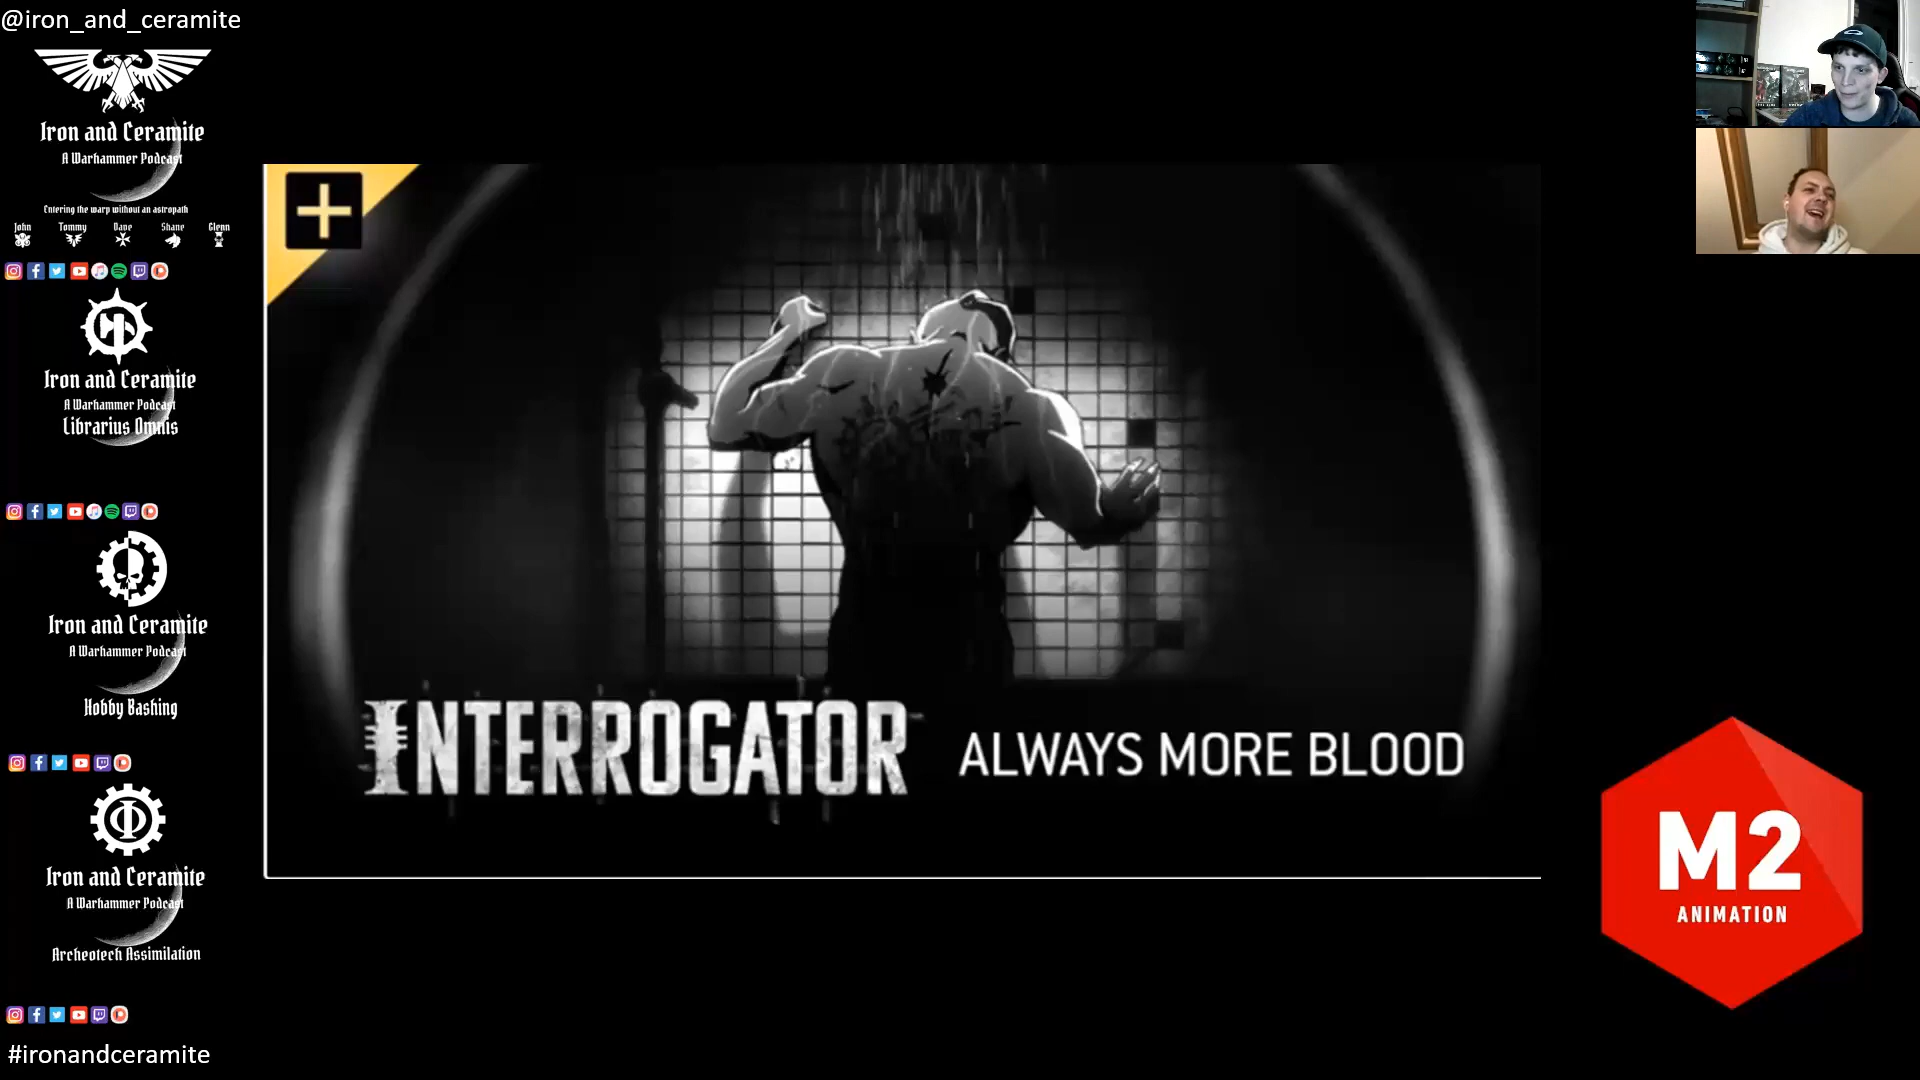 @iron_and_ceramite
Iron and Ceramite
A Warhammer Podcast
Entering the warp without an astropath
John Tommy Dave Shane Glenn
Iron and Ceramite
A Warhammer Podcast
Librarius Omnis
Iron and Ceramite
A Warhammer Podcast
Hobby Bashing
Iron and Ceramite
A Warhammer Podcast
Archeotech Assimilation
#ironandceramite
INTERROGATOR
ALWAYS MORE BLOOD
M2
ANIMATION